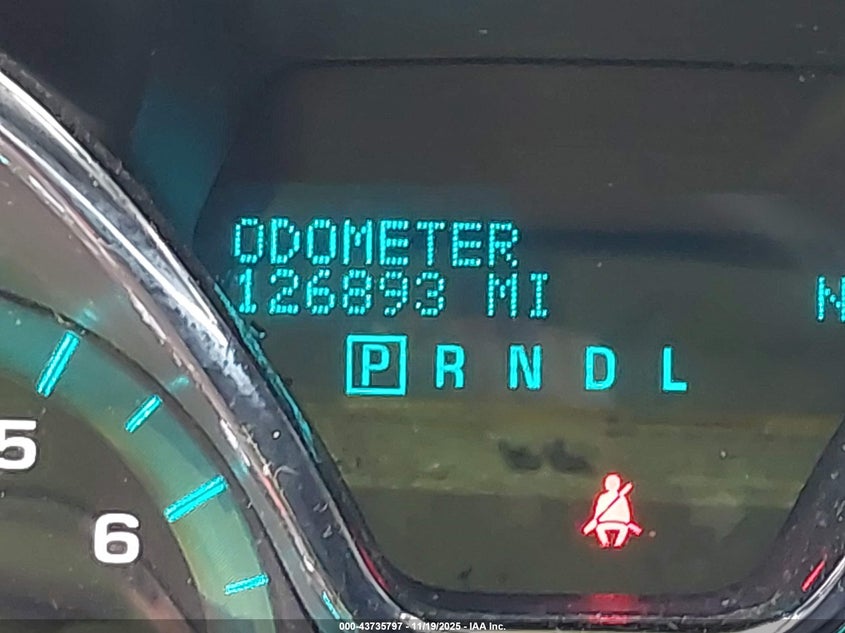 ODOMETER
126893 MI
N
P R N D L
5
6
000-43735797 - 11/19/2025 - IAA Inc.